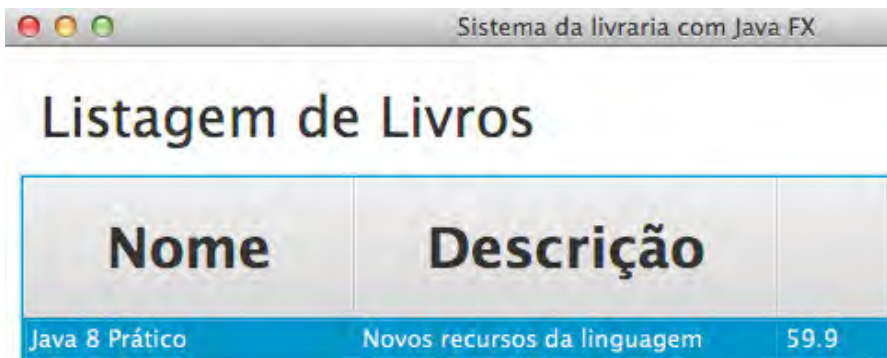 Sistema da livraria com Java FX
Listagem de Livros
Nome Descrição
Java 8 Prático Novos recursos da linguagem 59.9